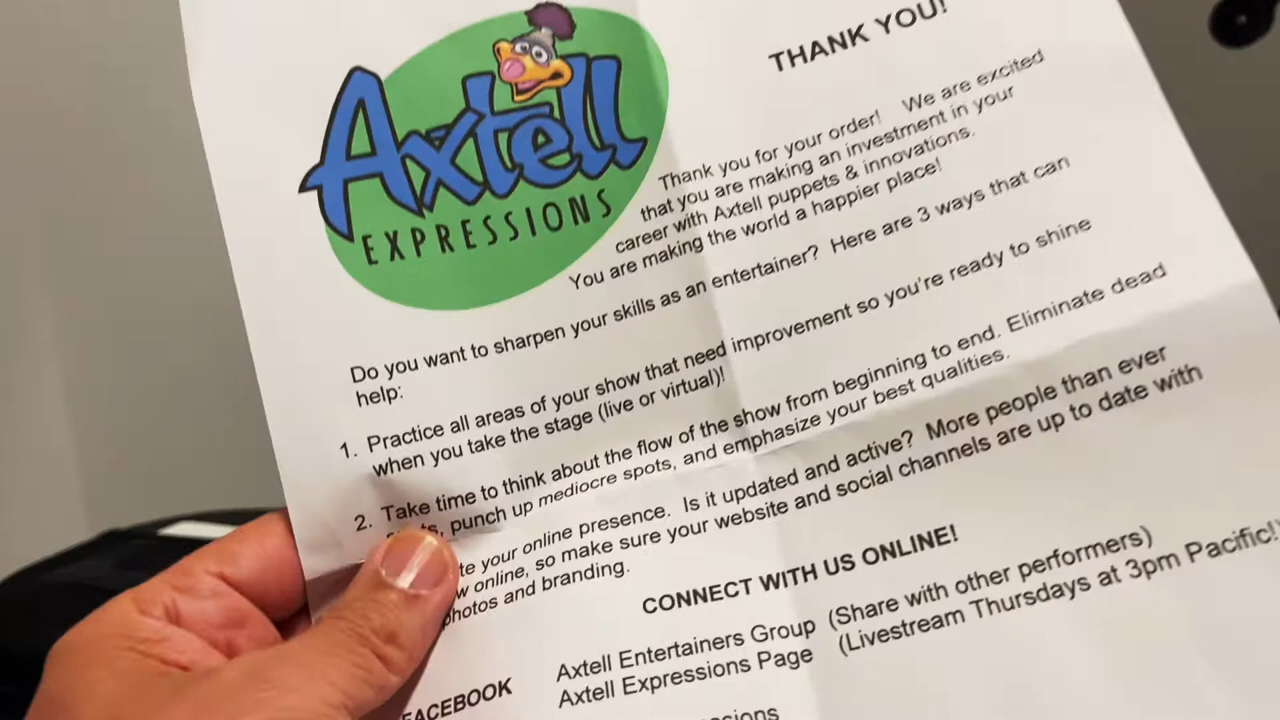 Axtell
EXPRESSIONS
THANK YOU!
Thank you for your order! We are excited
that you are making an investment in your
career with Axtell puppets & innovations.
You are making the world a happier place!
Do you want to sharpen your skills as an entertainer? Here are 3 ways that can
help:
1. Practice all areas of your show that need improvement so you're ready to shine
when you take the stage (live or virtual)!
2. Take time to think about the flow of the show from beginning to end. Eliminate dead
punch up mediocre spots, and emphasize your best qualities.
your online presence. Is it updated and active? More people than ever
online, so make sure your website and social channels are up to date with
photos and branding.
CONNECT WITH US ONLINE!
FACEBOOK Axtell Entertainers Group (Share with other performers)
Axtell Expressions Page (Livestream Thursdays at 3pm Pacific!)